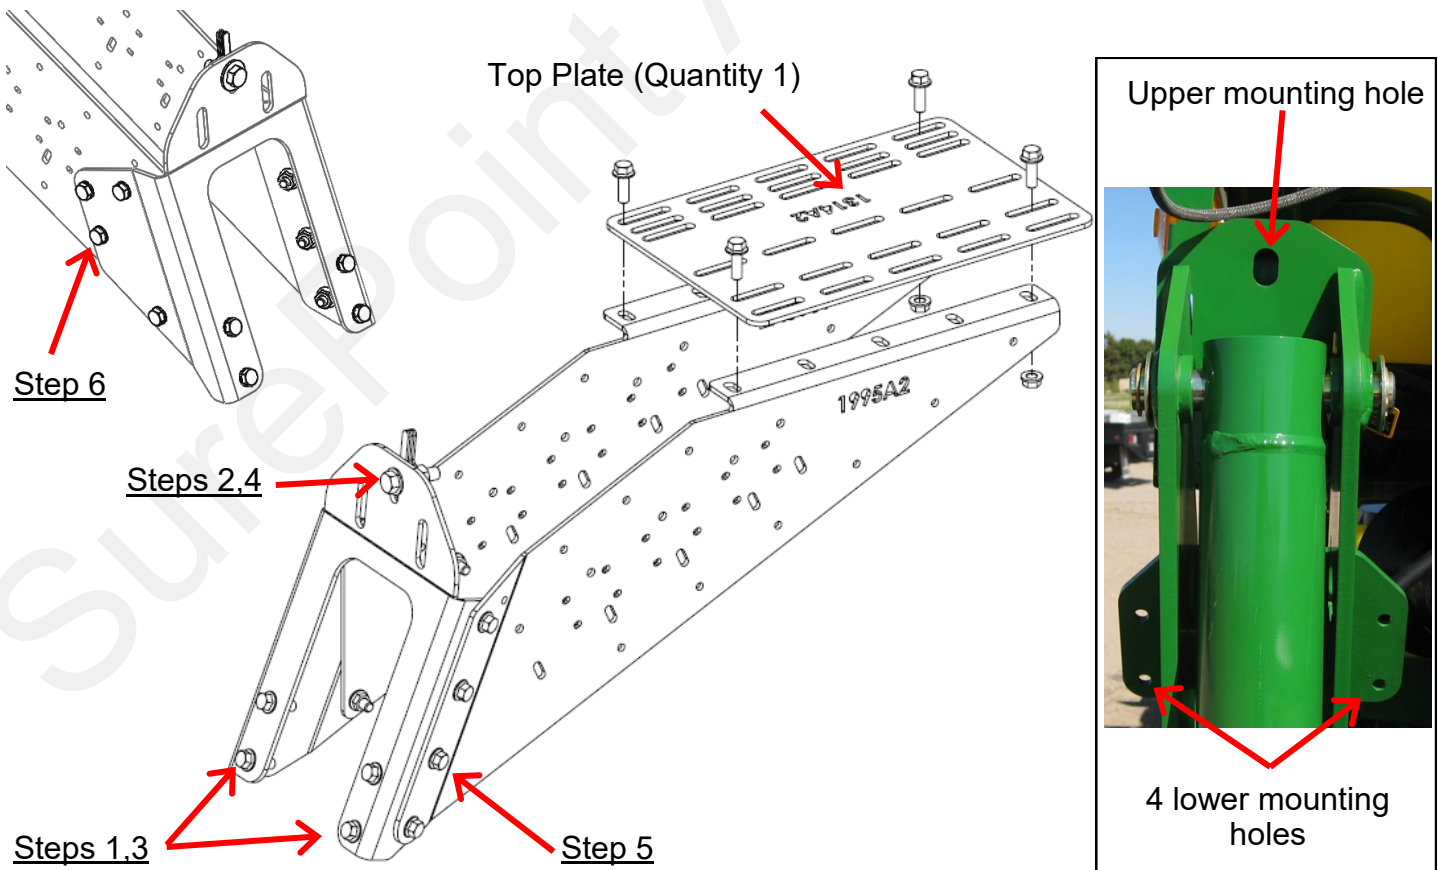 Top Plate (Quantity 1)
Upper mounting hole
1314A2
Step 6
1995A2
Steps 2,4
4 lower mounting
holes
Steps 1,3
Step 5
SurePoint